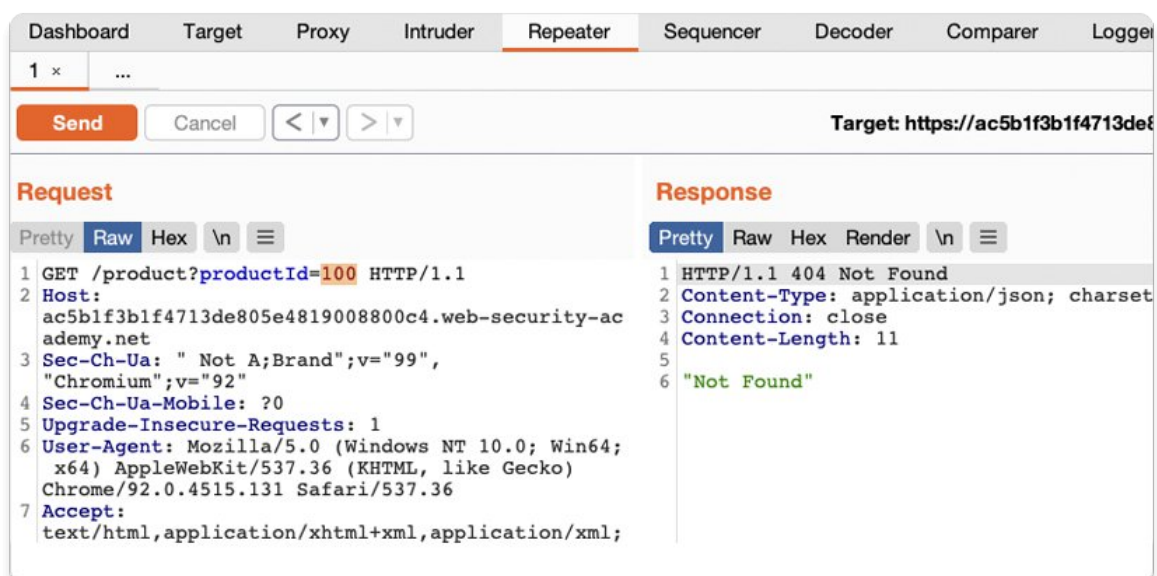 Dashboard Target Proxy Intruder Repeater Sequencer Decoder Comparer Logger
1 × ...
Send Cancel < > Target: https://ac5b1f3b1f4713de8
Request
Pretty Raw Hex \n
1 GET /product?productId=100 HTTP/1.1
2 Host:
ac5b1f3b1f4713de805e4819008800c4.web-security-ac
ademy.net
3 Sec-Ch-Ua: " Not A;Brand";v="99",
"Chromium";v="92"
4 Sec-Ch-Ua-Mobile: ?0
5 Upgrade-Insecure-Requests: 1
6 User-Agent: Mozilla/5.0 (Windows NT 10.0; Win64;
x64) AppleWebKit/537.36 (KHTML, like Gecko)
Chrome/92.0.4515.131 Safari/537.36
7 Accept:
text/html,application/xhtml+xml,application/xml;
Response
Pretty Raw Hex Render \n
1 HTTP/1.1 404 Not Found
2 Content-Type: application/json; charset
3 Connection: close
4 Content-Length: 11
5
6 "Not Found"